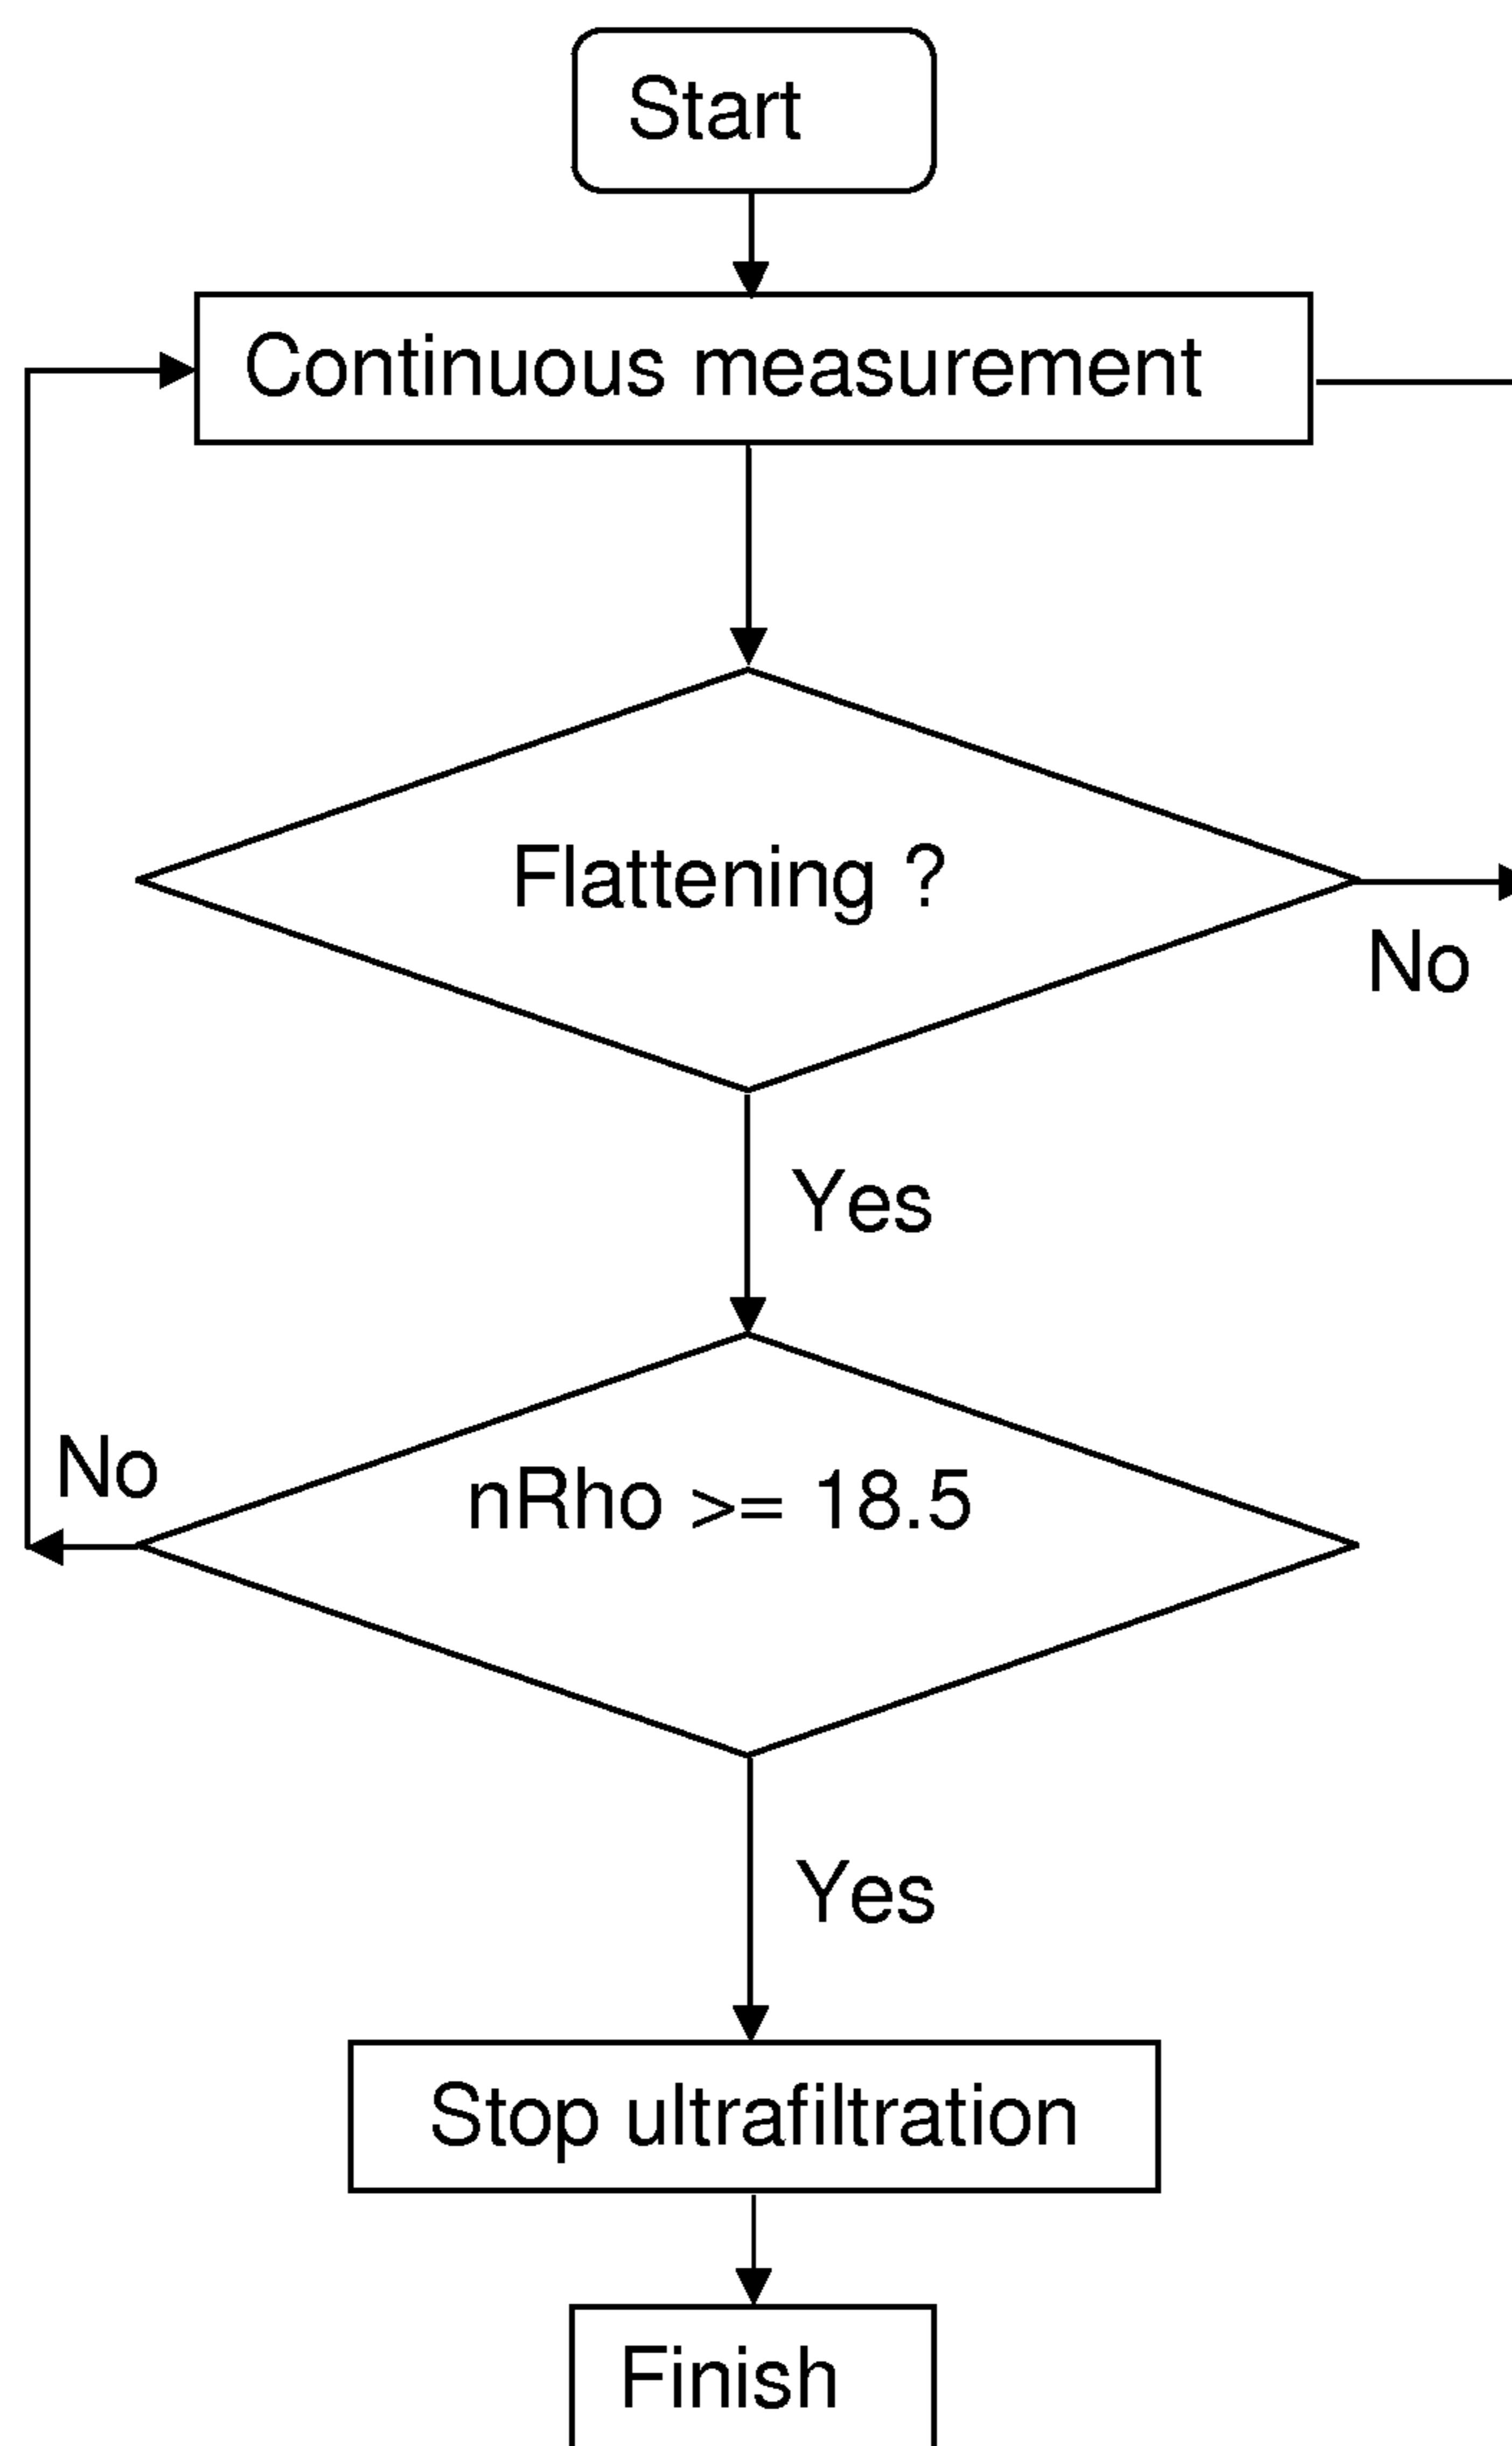 Start
Continuous measurement
Flattening ?
No
Yes
No
nRho >= 18.5
Yes
Stop ultrafiltration
Finish